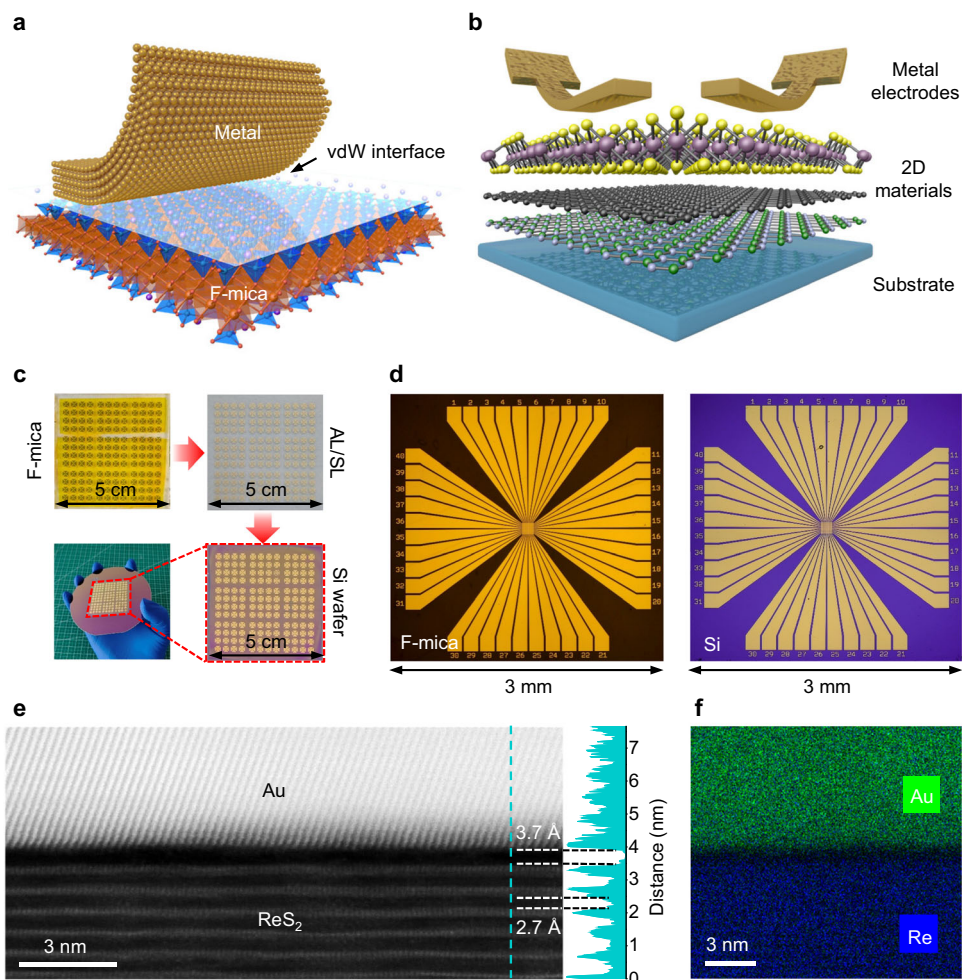 a
Metal
vdW interface
F-mica
b
Metal
electrodes
2D
materials
Substrate
c
F-mica
5 cm
AL/SL
5 cm
Si wafer
5 cm
d
1 2 3 4 5 6 7 8 9 10
40 39 38 37 36 35 34 33 32 31
11 12 13 14 15 16 17 18 19 20
30 29 28 27 26 25 24 23 22 21
F-mica
3 mm
1 2 3 4 5 6 7 8 9 10
40 39 38 37 36 35 34 33 32 31
11 12 13 14 15 16 17 18 19 20
30 29 28 27 26 25 24 23 22 21
Si
3 mm
e
Au
3.7 Å
ReS₂
2.7 Å
3 nm
7
6
5
4
3
2
1
0
Distance (nm)
f
Au
Re
3 nm